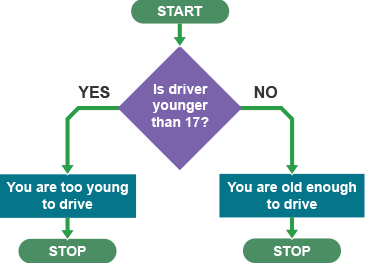 START
Is driver
younger
than 17?
YES
NO
You are too young
to drive
You are old enough
to drive
STOP
STOP